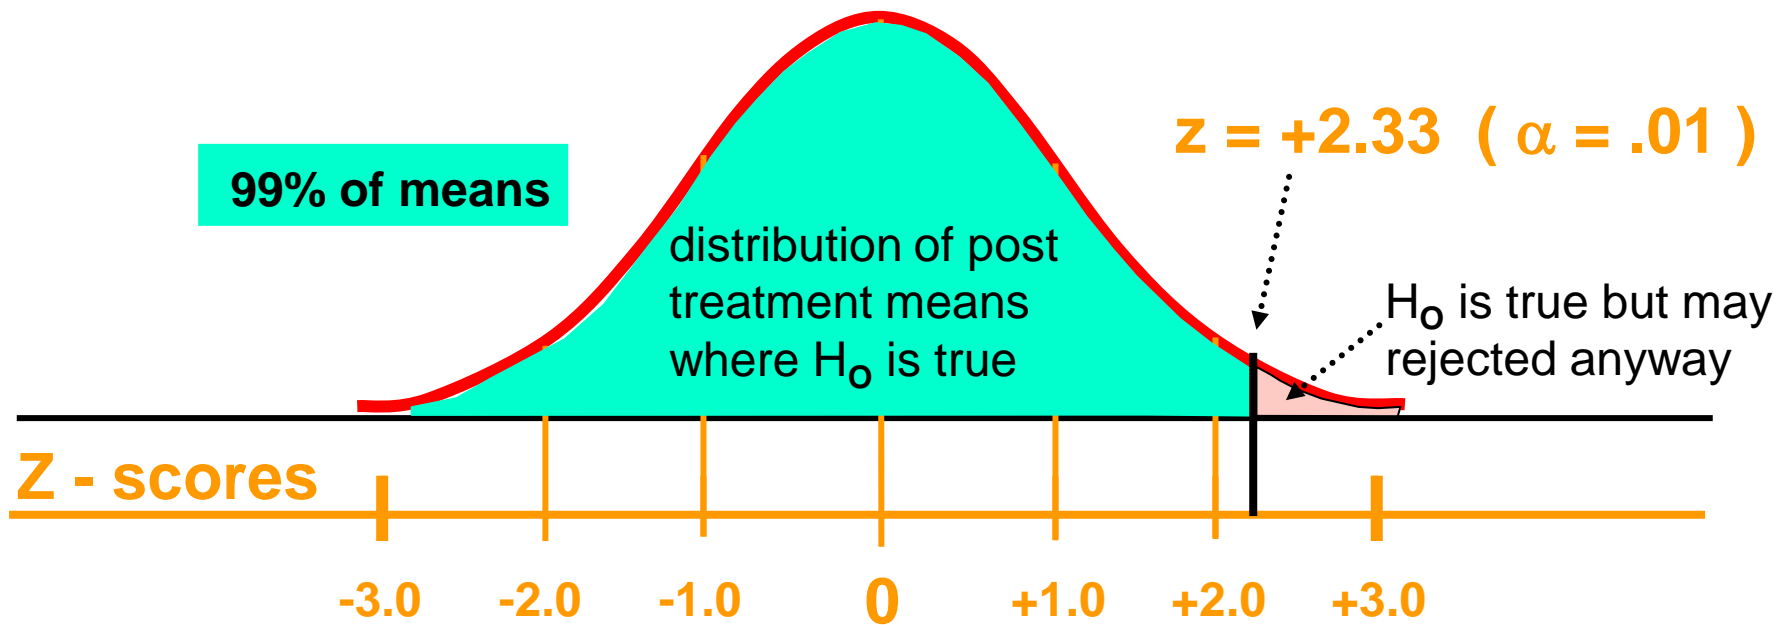 z = +2.33 ( α = .01 )
99% of means
distribution of post
treatment means
where Ho is true
Ho is true but may
rejected anyway
Z - scores
-3.0 -2.0 -1.0 0 +1.0 +2.0 +3.0